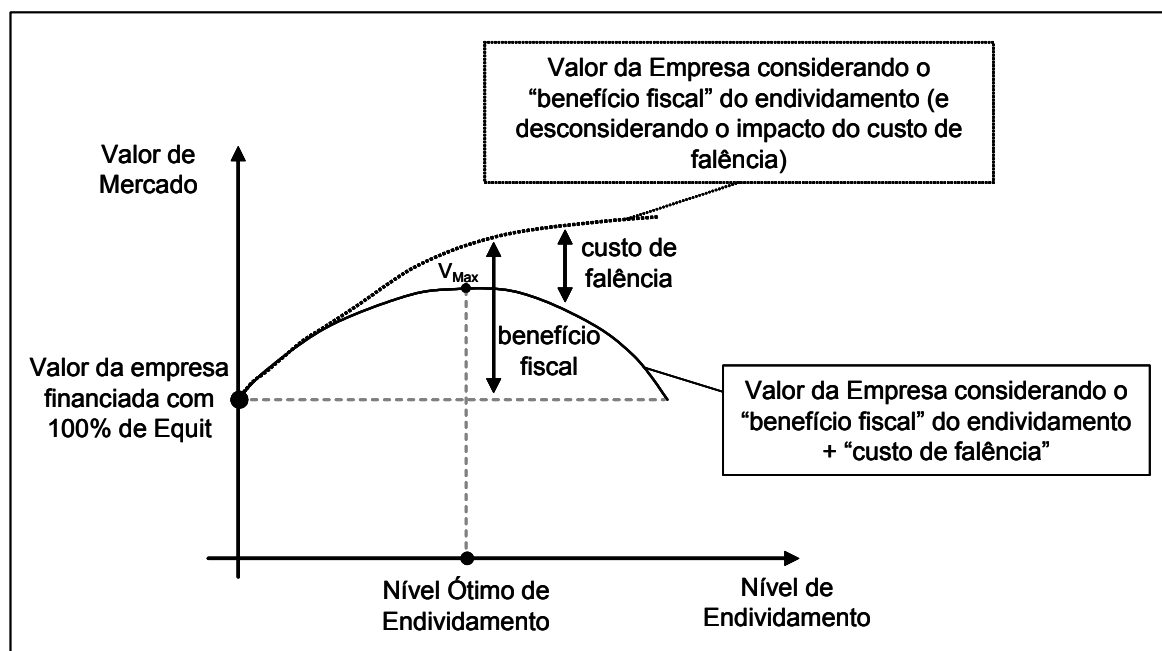 Valor da Empresa considerando o
“benefício fiscal” do endividamento (e
desconsiderando o impacto do custo de
falência)
Valor de
Mercado
custo de
falência
VMax
benefício
fiscal
Valor da empresa
financiada com
100% de Equit
Valor da Empresa considerando o
“benefício fiscal” do endividamento
+ “custo de falência”
Nível Ótimo de
Endividamento
Nível de
Endividamento